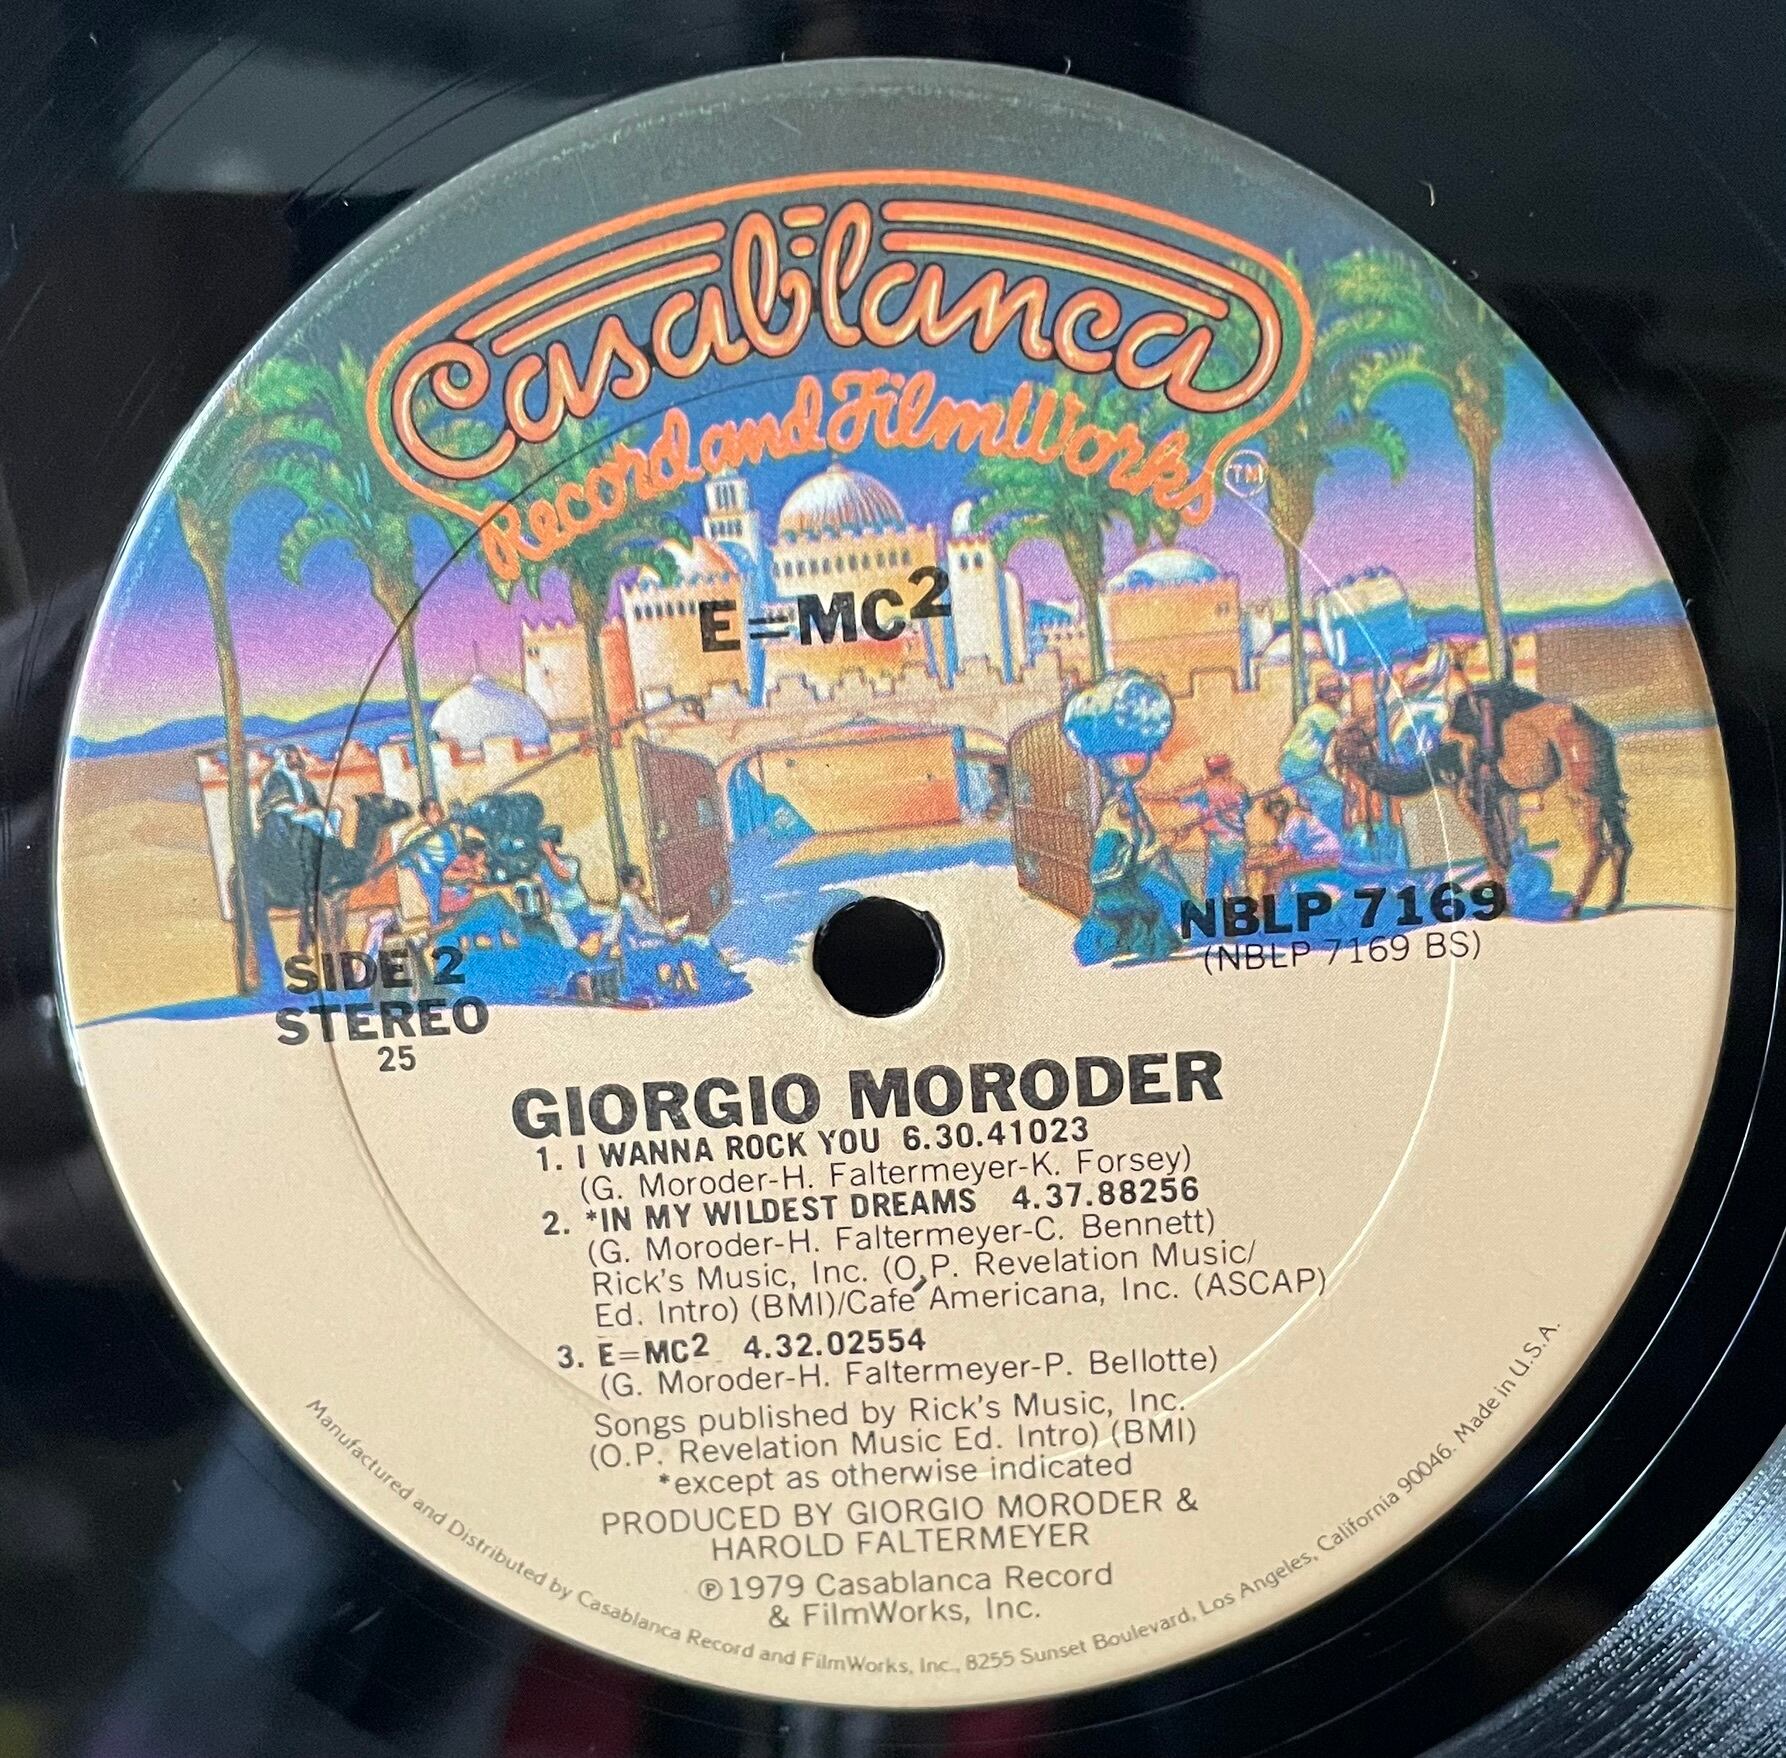 Casablanca
Record and FilmWorks TM
E=MC2
SIDE 2
STEREO
25
NBLP 7169
(NBLP 7169 BS)
GIORGIO MORODER
1. I WANNA ROCK YOU 6.30.41023
(G. Moroder-H. Faltermeyer-K. Forsey)
2. *IN MY WILDEST DREAMS 4.37.88256
(G. Moroder-H. Faltermeyer-C. Bennett)
Rick's Music, Inc. (O.P. Revelation Music/
Ed. Intro) (BMI)/Café Americana, Inc. (ASCAP)
3. E=MC2 4.32.02554
(G. Moroder-H. Faltermeyer-P. Bellotte)
Songs published by Rick's Music, Inc.
(O.P. Revelation Music Ed. Intro) (BMI)
*except as otherwise indicated
PRODUCED BY GIORGIO MORODER &
HAROLD FALTERMEYER
℗1979 Casablanca Record
& FilmWorks, Inc.
Manufactured and Distributed by Casablanca Record and FilmWorks, Inc., 8255 Sunset Boulevard, Los Angeles, California 90046. Made in U.S.A.